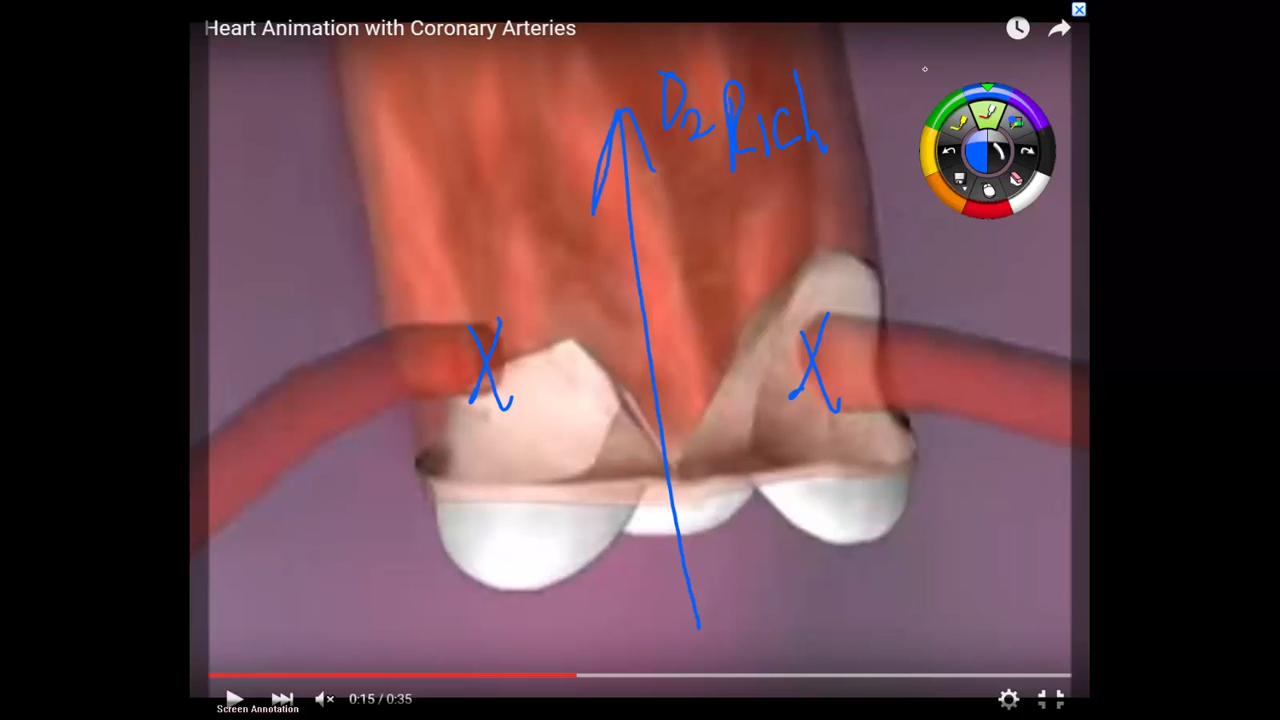 Heart Animation with Coronary Arteries
O2 Rich
X X
0:15 / 0:35
Screen Annotation